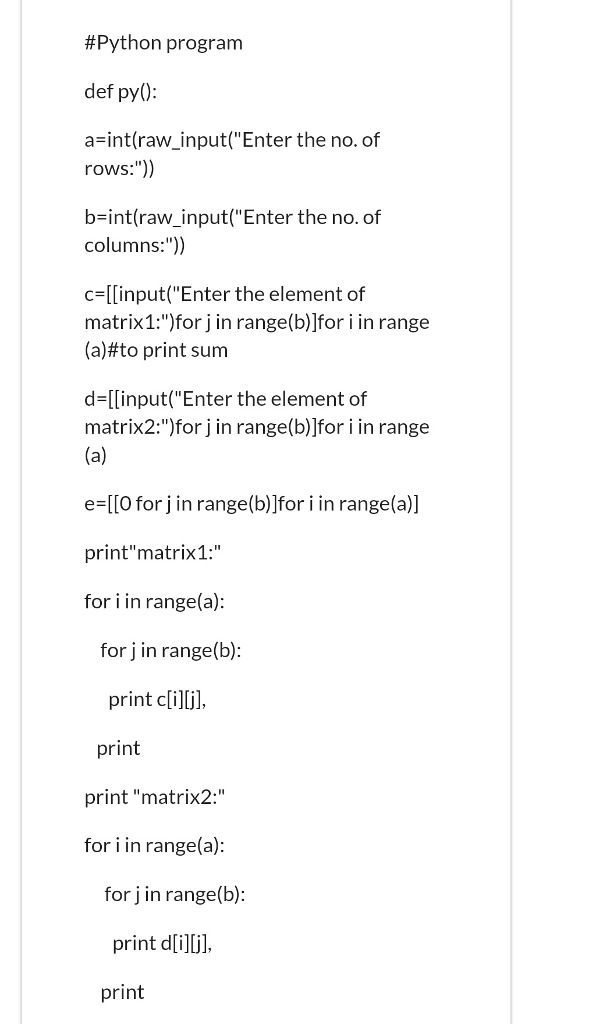 #Python program
def py():
a=int(raw_input("Enter the no. of
rows:"))
b=int(raw_input("Enter the no. of
columns:"))
c=[[input("Enter the element of
matrix1:")for j in range(b)]for i in range
(a)#to print sum
d=[[input("Enter the element of
matrix2:")for j in range(b)]for i in range
(a)
e=[[0 for j in range(b)]for i in range(a)]
print"matrix1:"
for i in range(a):
for j in range(b):
print c[i][j],
print
print "matrix2:"
for i in range(a):
for j in range(b):
print d[i][j],
print